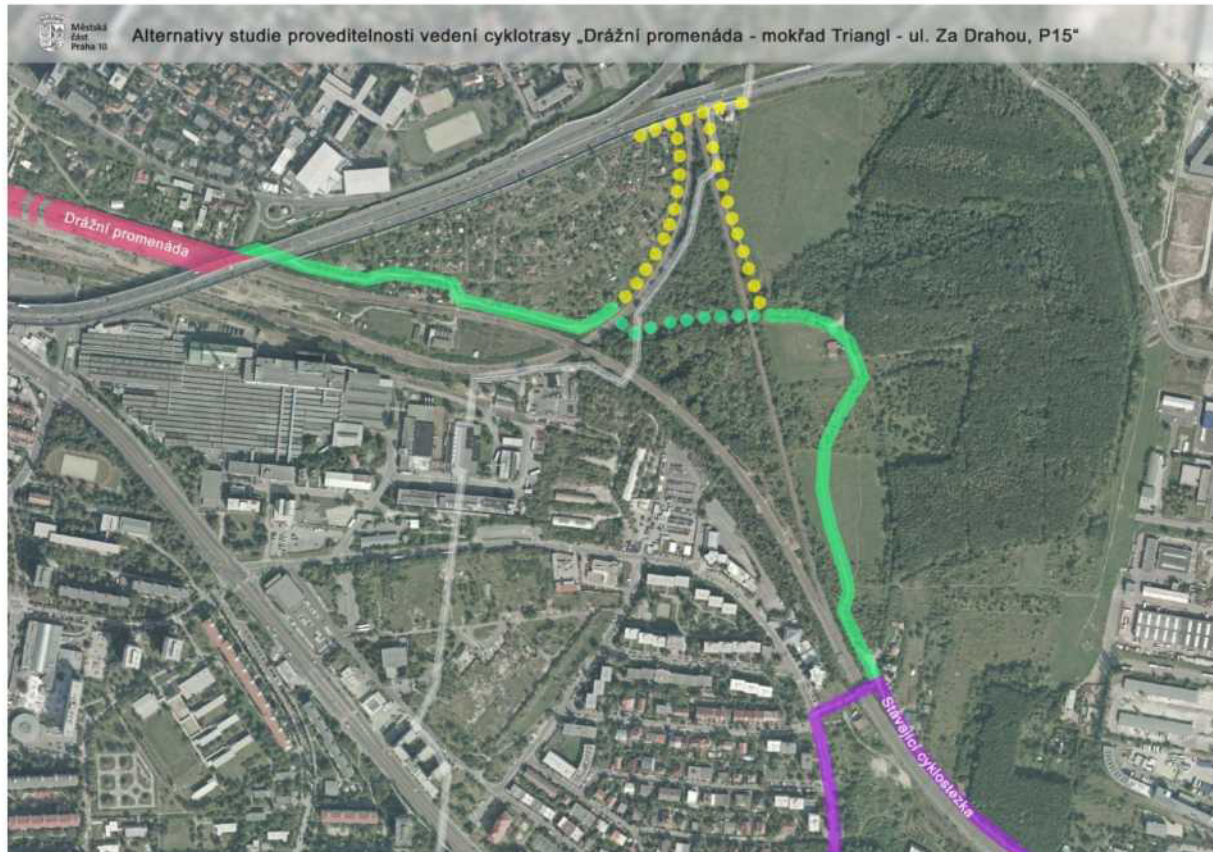 Městská
část
Praha 10
Alternativy studie proveditelnosti vedení cyklotrasy „Drážní promenáda - mokřad Triangl - ul. Za Drahou, P15“
Drážní promenáda
Stávající cyklostezka